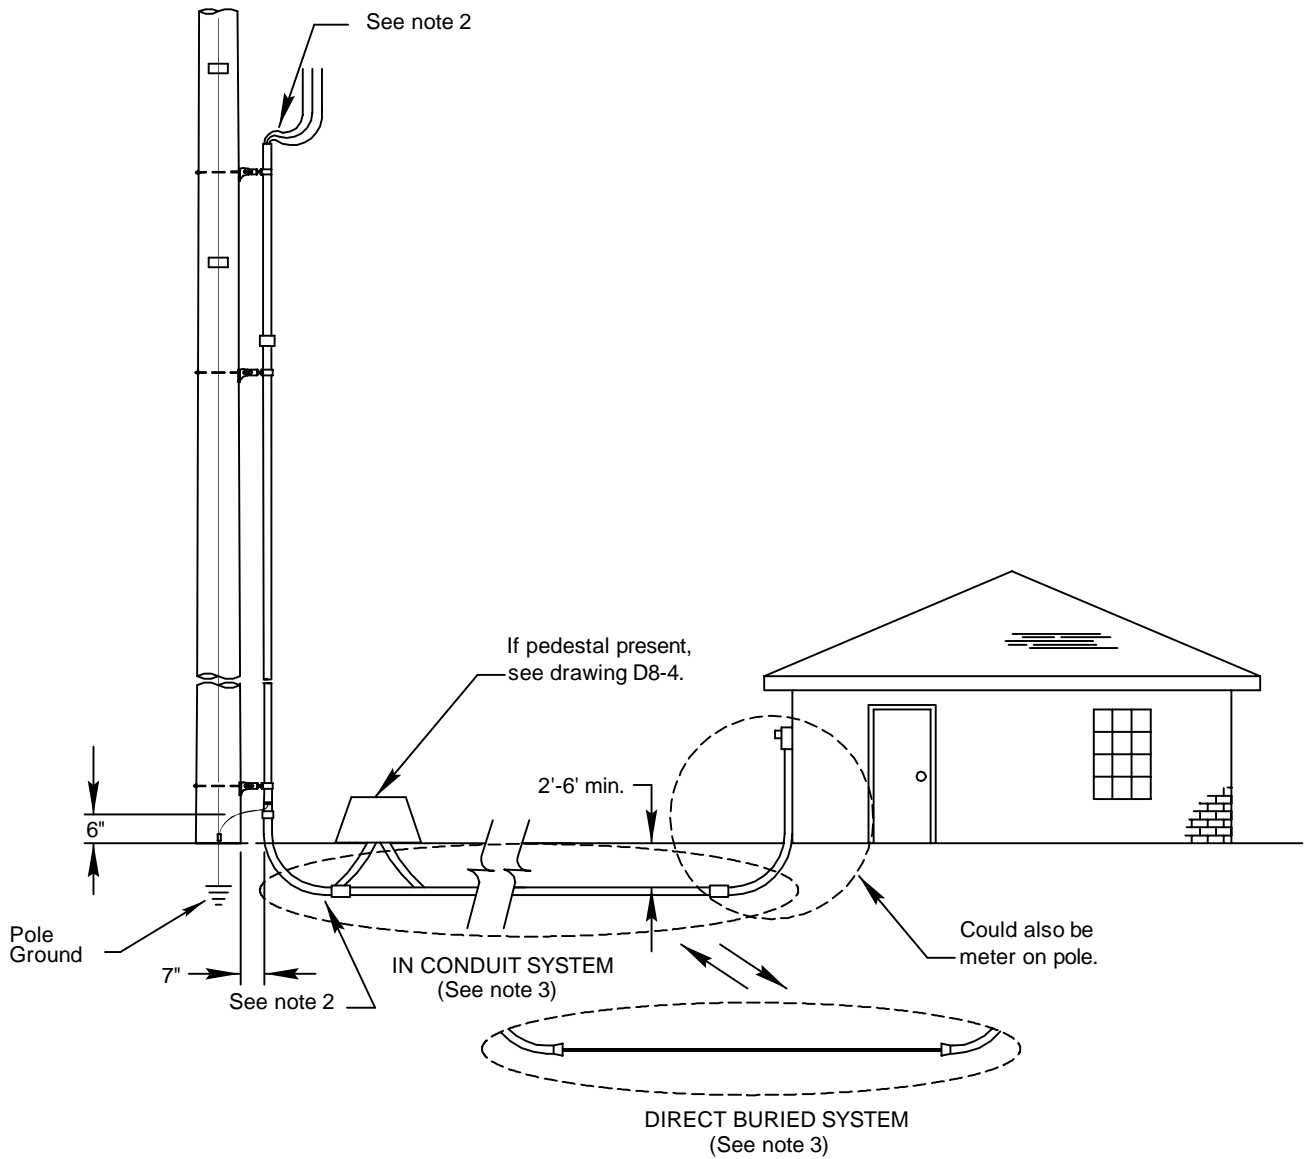 See note 2
If pedestal present,
see drawing D8-4.
2'-6' min.
6"
Pole
Ground
7"
See note 2
IN CONDUIT SYSTEM
(See note 3)
Could also be
meter on pole.
DIRECT BURIED SYSTEM
(See note 3)